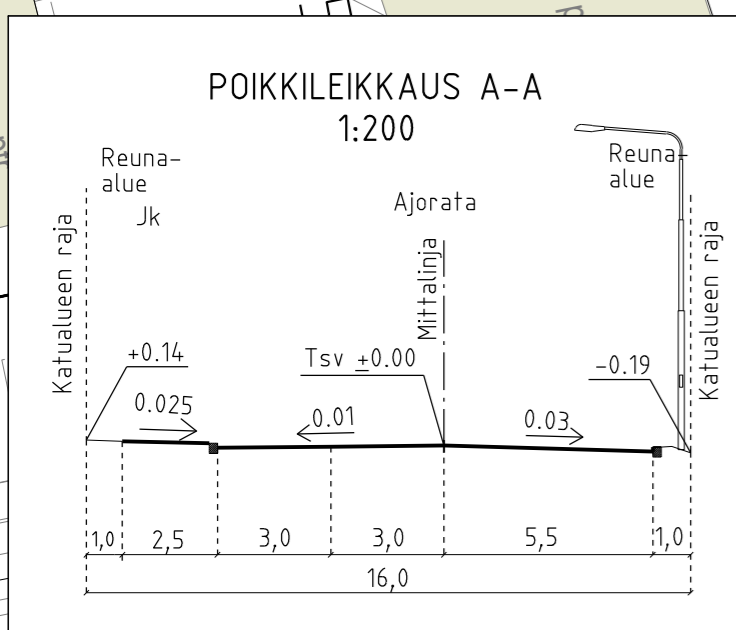 POIKKILEIKKAUS A-A
1:200
Reuna-
alue
Jk
Ajorata
Reuna-
alue
Katualueen raja
Mittalinja
Katualueen raja
+0.14
Tsv ±0.00
-0.19
0.025
0.01
0.03
1,0 2,5 3,0 3,0 5,5 1,0
16,0